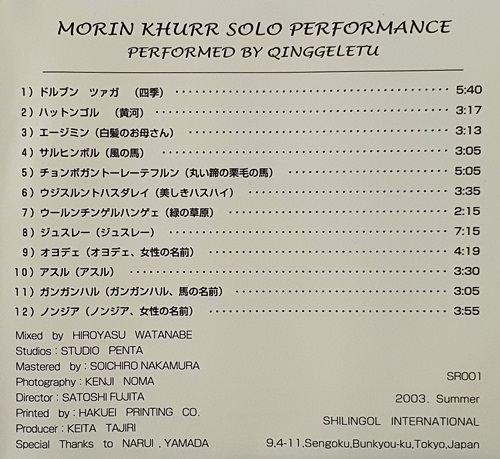 MORIN KHURR SOLO PERFORMANCE
PERFORMED BY QINGGELETU
1）ドルブン ツァガ （四季） 5:40
2）ハットンゴル （黄河） 3:17
3）エージミン（白髪のお母さん） 3:13
4）サルヒンボル（風の馬） 3:05
5）チョンボガントーレーテフルン（丸い蹄の栗毛の馬） 5:05
6）ウジスルントハスダレイ（美しきハスハイ） 3:35
7）ウールンチンゲルハンゲェ（緑の草原） 2:15
8）ジュスレー（ジュスレー） 7:15
9）オヨデェ（オヨデェ、女性の名前） 4:19
10）アスル（アスル） 3:30
11）ガンガンハル（ガンガンハル、馬の名前） 3:05
12）ノンジア（ノンジア、女性の名前） 3:55
Mixed by HIROYASU WATANABE
Studios：STUDIO PENTA
Mastered by：SOICHIRO NAKAMURA
Photography：KENJI NOMA
Director：SATOSHI FUJITA
Printed by：HAKUEI PRINTING CO.
Producer：KEITA TAJIRI
Special Thanks to NARUI , YAMADA
SR001
2003. Summer
SHILINGOL INTERNATIONAL
9,4-11,Sengoku,Bunkyou-ku,Tokyo,Japan